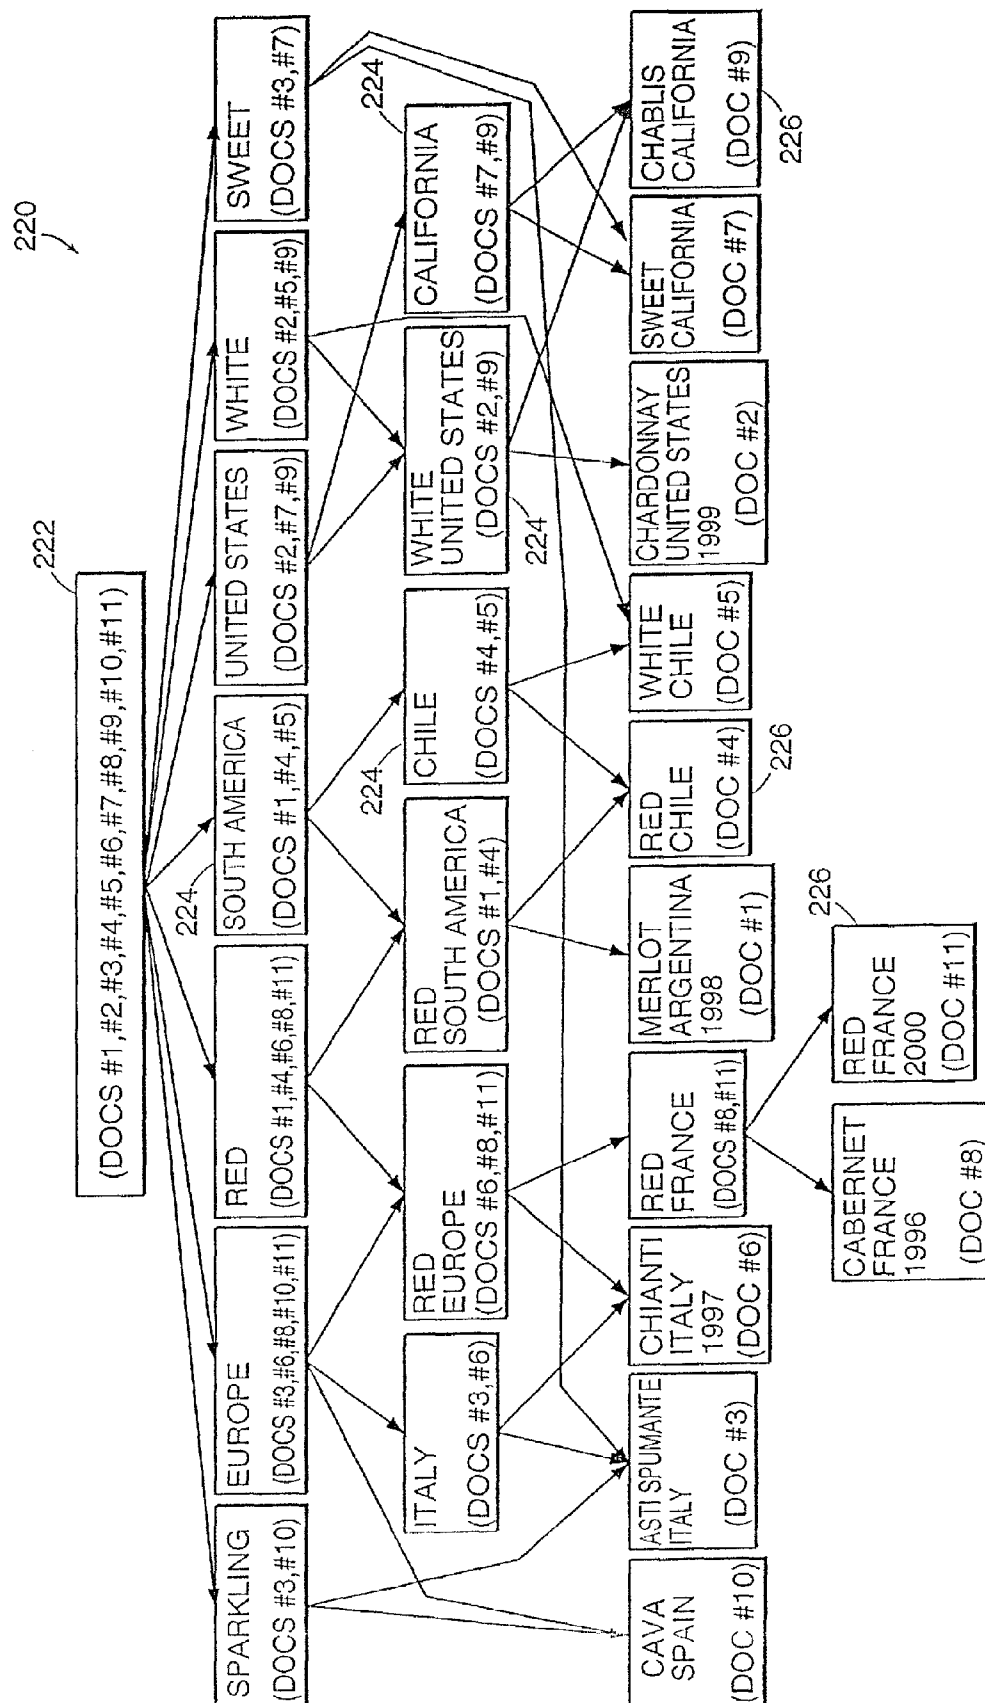 220
222
(DOCS #1,#2,#3,#4,#5,#6,#7,#8,#9,#10,#11)
SPARKLING
(DOCS #3,#10)
EUROPE
(DOCS #3,#6,#8,#10,#11)
RED
(DOCS #1,#4,#6,#8,#11)
224
SOUTH AMERICA
(DOCS #1,#4,#5)
UNITED STATES
(DOCS #2,#7,#9)
WHITE
(DOCS #2,#5,#9)
SWEET
(DOCS #3,#7)
ITALY
(DOCS #3,#6)
RED
EUROPE
(DOCS #6,#8,#11)
RED
SOUTH AMERICA
(DOCS #1,#4)
224
CHILE
(DOCS #4,#5)
WHITE
UNITED STATES
(DOCS #2,#9)
224
224
CALIFORNIA
(DOCS #7,#9)
CAVA
SPAIN
(DOC #10)
ASTI SPUMANTE
ITALY
(DOC #3)
CHIANTI
ITALY
1997
(DOC #6)
RED
FRANCE
(DOCS #8,#11)
MERLOT
ARGENTINA
1998
(DOC #1)
RED
CHILE
(DOC #4)
226
WHITE
CHILE
(DOC #5)
CHARDONNAY
UNITED STATES
1999
(DOC #2)
SWEET
CALIFORNIA
(DOC #7)
CHABLIS
CALIFORNIA
(DOC #9)
226
CABERNET
FRANCE
1996
(DOC #8)
226
RED
FRANCE
2000
(DOC #11)